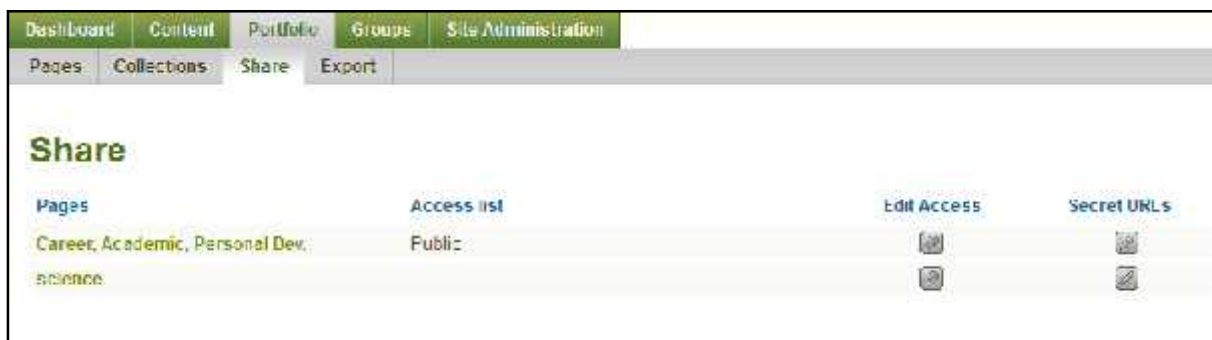 Dashboard Content Portfolio Groups Site Administration
Pages Collections Share Export
Share
Pages Access list Edit Access Secret URLs
Career, Academic, Personal Dev. Public
science